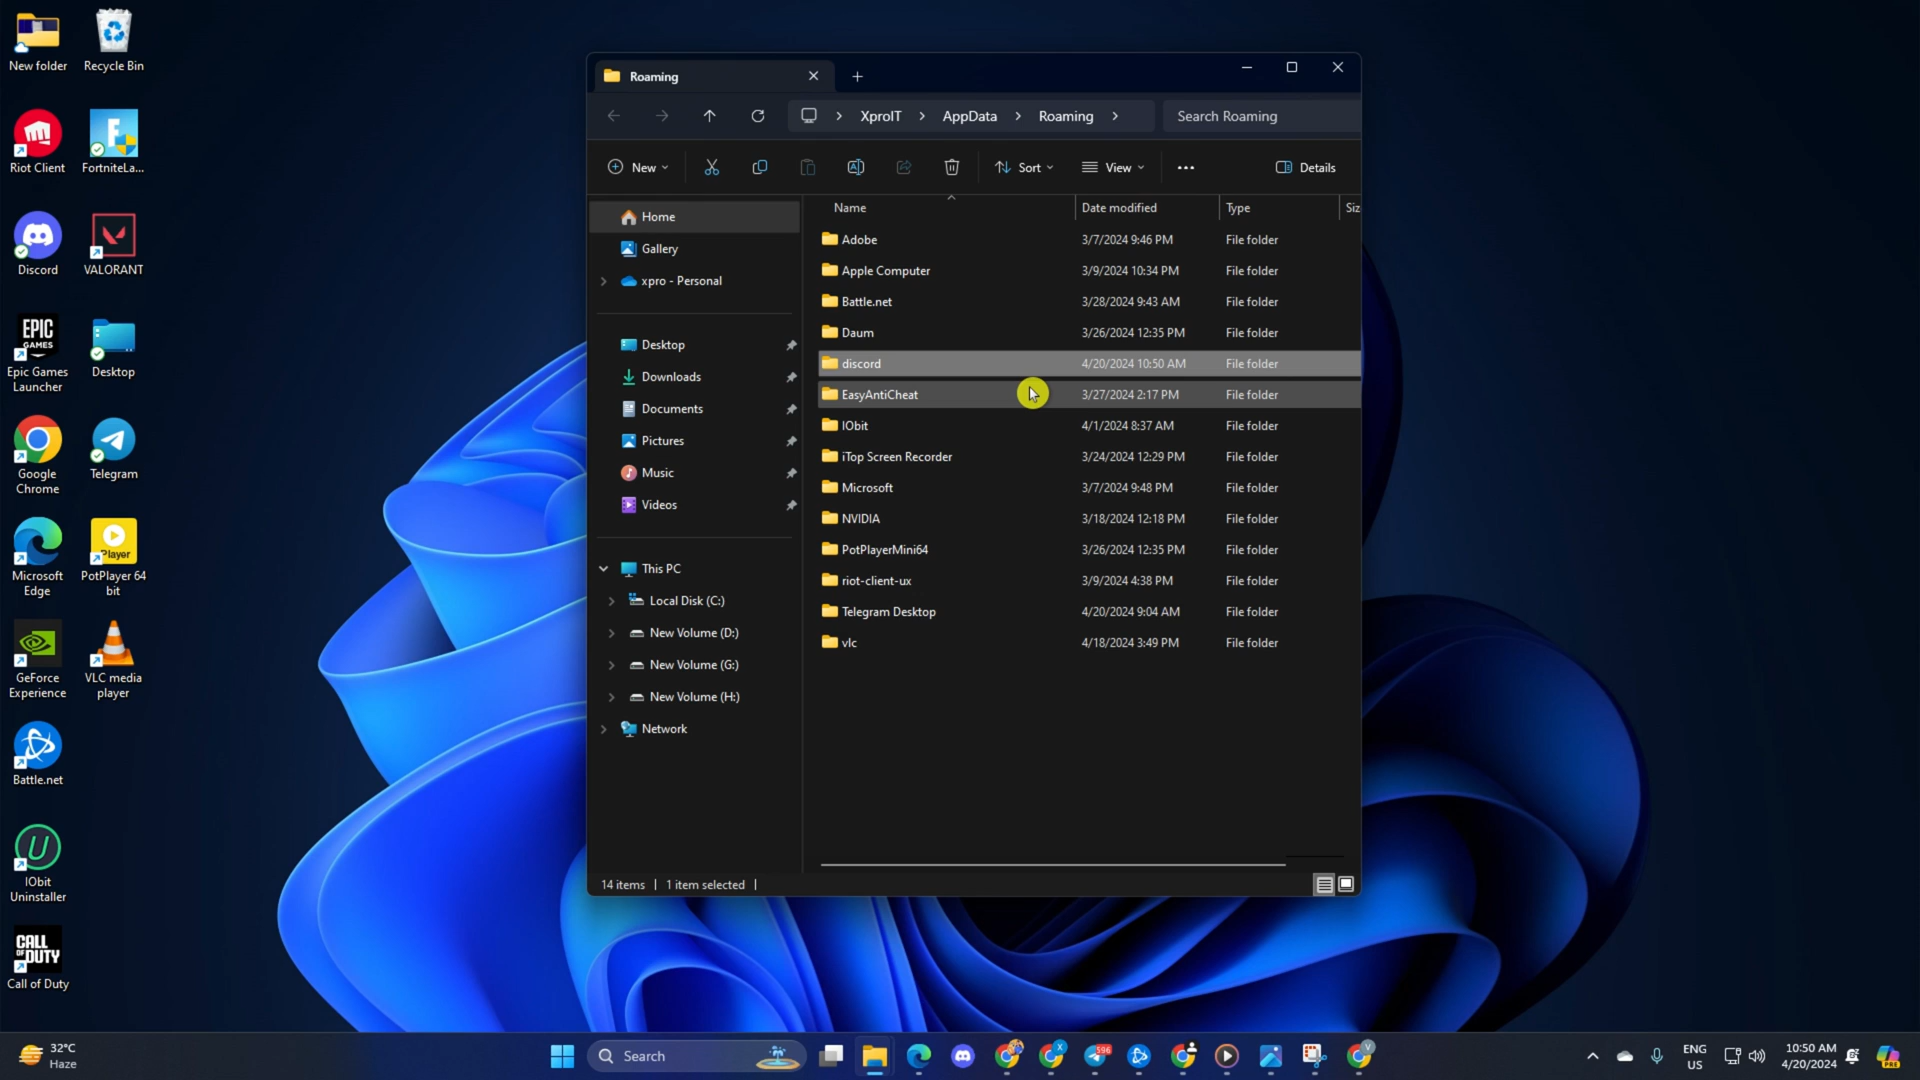 New folder
Recycle Bin
Riot Client
FortniteLa...
Discord
VALORANT
EPIC
GAMES
Epic Games
Launcher
Desktop
Google
Chrome
Telegram
Microsoft
Edge
Player
PotPlayer 64
bit
GeForce
Experience
VLC media
player
Battle.net
IObit
Uninstaller
CALL
OF DUTY
Call of Duty
Roaming
XproIT > AppData > Roaming >
Search Roaming
New
Sort
View
Details
Home
Gallery
xpro - Personal
Desktop
Downloads
Documents
Pictures
Music
Videos
This PC
Local Disk (C:)
New Volume (D:)
New Volume (G:)
New Volume (H:)
Network
Name Date modified Type Siz
Adobe 3/7/2024 9:46 PM File folder
Apple Computer 3/9/2024 10:34 PM File folder
Battle.net 3/28/2024 9:43 AM File folder
Daum 3/26/2024 12:35 PM File folder
discord 4/20/2024 10:50 AM File folder
EasyAntiCheat 3/27/2024 2:17 PM File folder
IObit 4/1/2024 8:37 AM File folder
iTop Screen Recorder 3/24/2024 12:29 PM File folder
Microsoft 3/7/2024 9:48 PM File folder
NVIDIA 3/18/2024 12:18 PM File folder
PotPlayerMini64 3/26/2024 12:35 PM File folder
riot-client-ux 3/9/2024 4:38 PM File folder
Telegram Desktop 4/20/2024 9:04 AM File folder
vlc 4/18/2024 3:49 PM File folder
14 items | 1 item selected |
32°C
Haze
Search
X
596
V
ENG
US
10:50 AM
4/20/2024
PRE